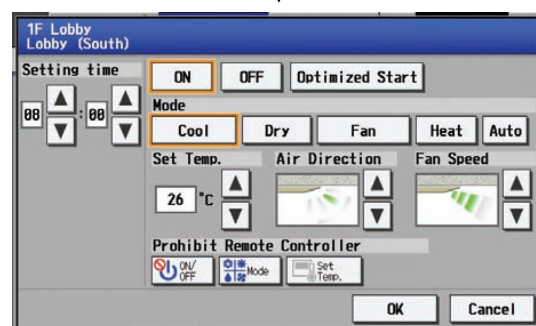 1F Lobby
Lobby (South)
Setting time
08 : 00
ON OFF Optimized Start
Mode
Cool Dry Fan Heat Auto
Set Temp. Air Direction Fan Speed
26 °C
Prohibit Remote Controller
ON/
OFF
Mode
Set
Temp.
OK Cancel